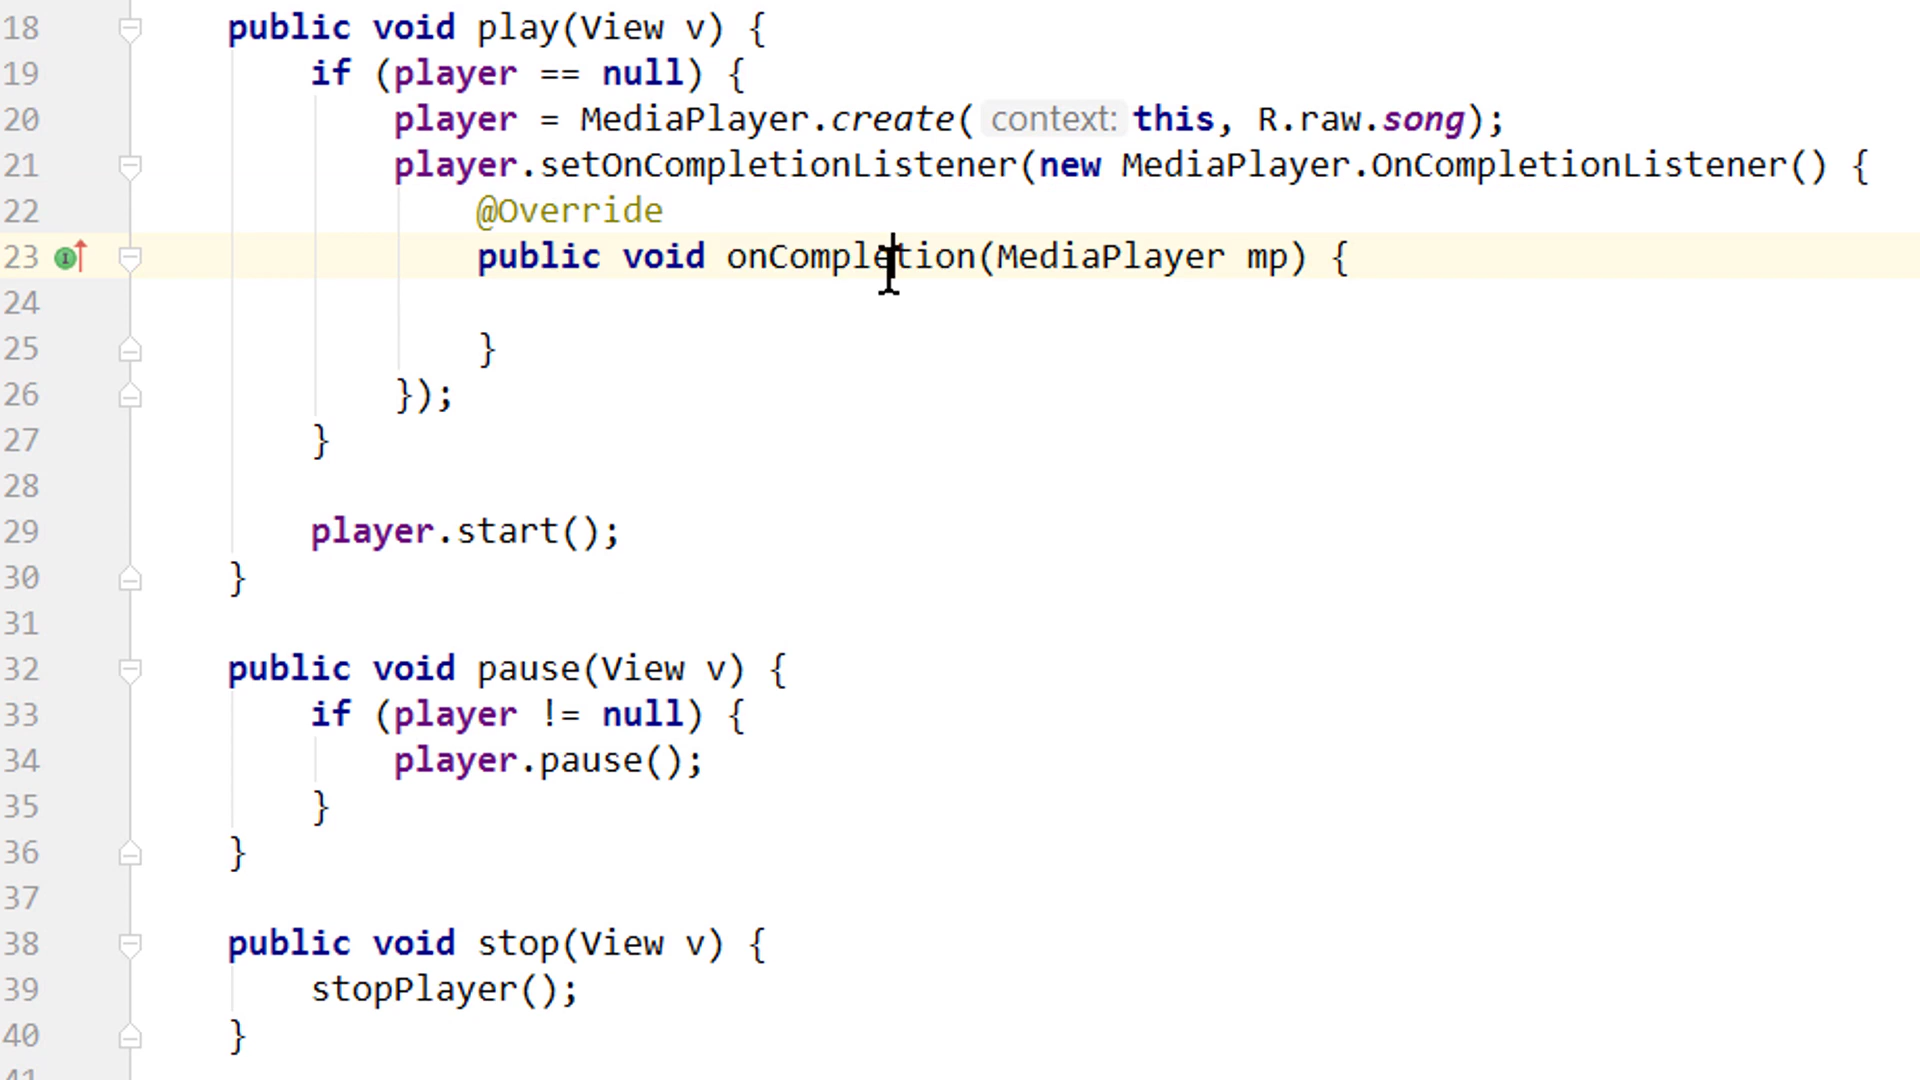 18 public void play(View v) {
19 if (player == null) {
20 player = MediaPlayer.create( context: this, R.raw.song);
21 player.setOnCompletionListener(new MediaPlayer.OnCompletionListener() {
22 @Override
23 public void onCompletion(MediaPlayer mp) {
24
25 }
26 });
27 }
28
29 player.start();
30 }
31
32 public void pause(View v) {
33 if (player != null) {
34 player.pause();
35 }
36 }
37
38 public void stop(View v) {
39 stopPlayer();
40 }
41